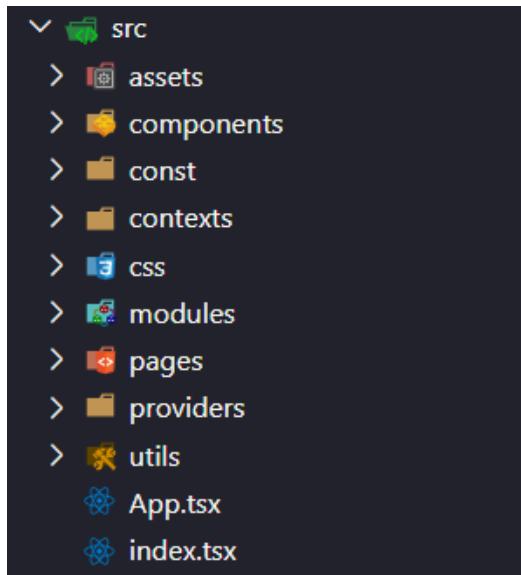 src
assets
components
const
contexts
css
modules
pages
providers
utils
App.tsx
index.tsx